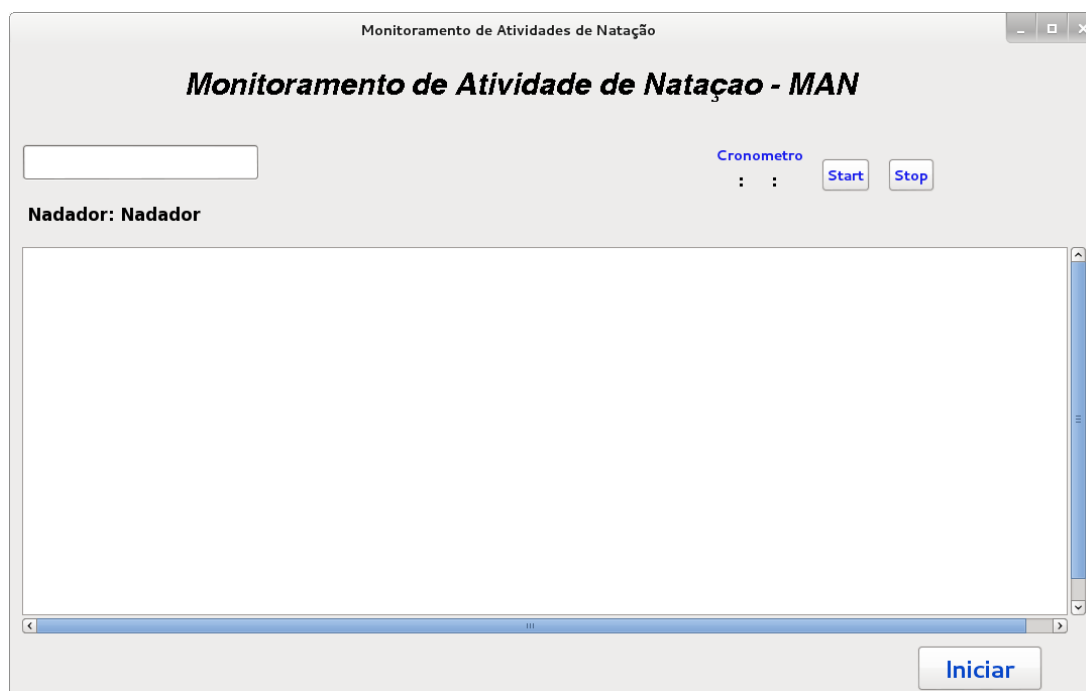 Monitoramento de Atividades de Natação
Monitoramento de Atividade de Nataçao - MAN
Cronometro
: :
Start
Stop
Nadador: Nadador
Iniciar